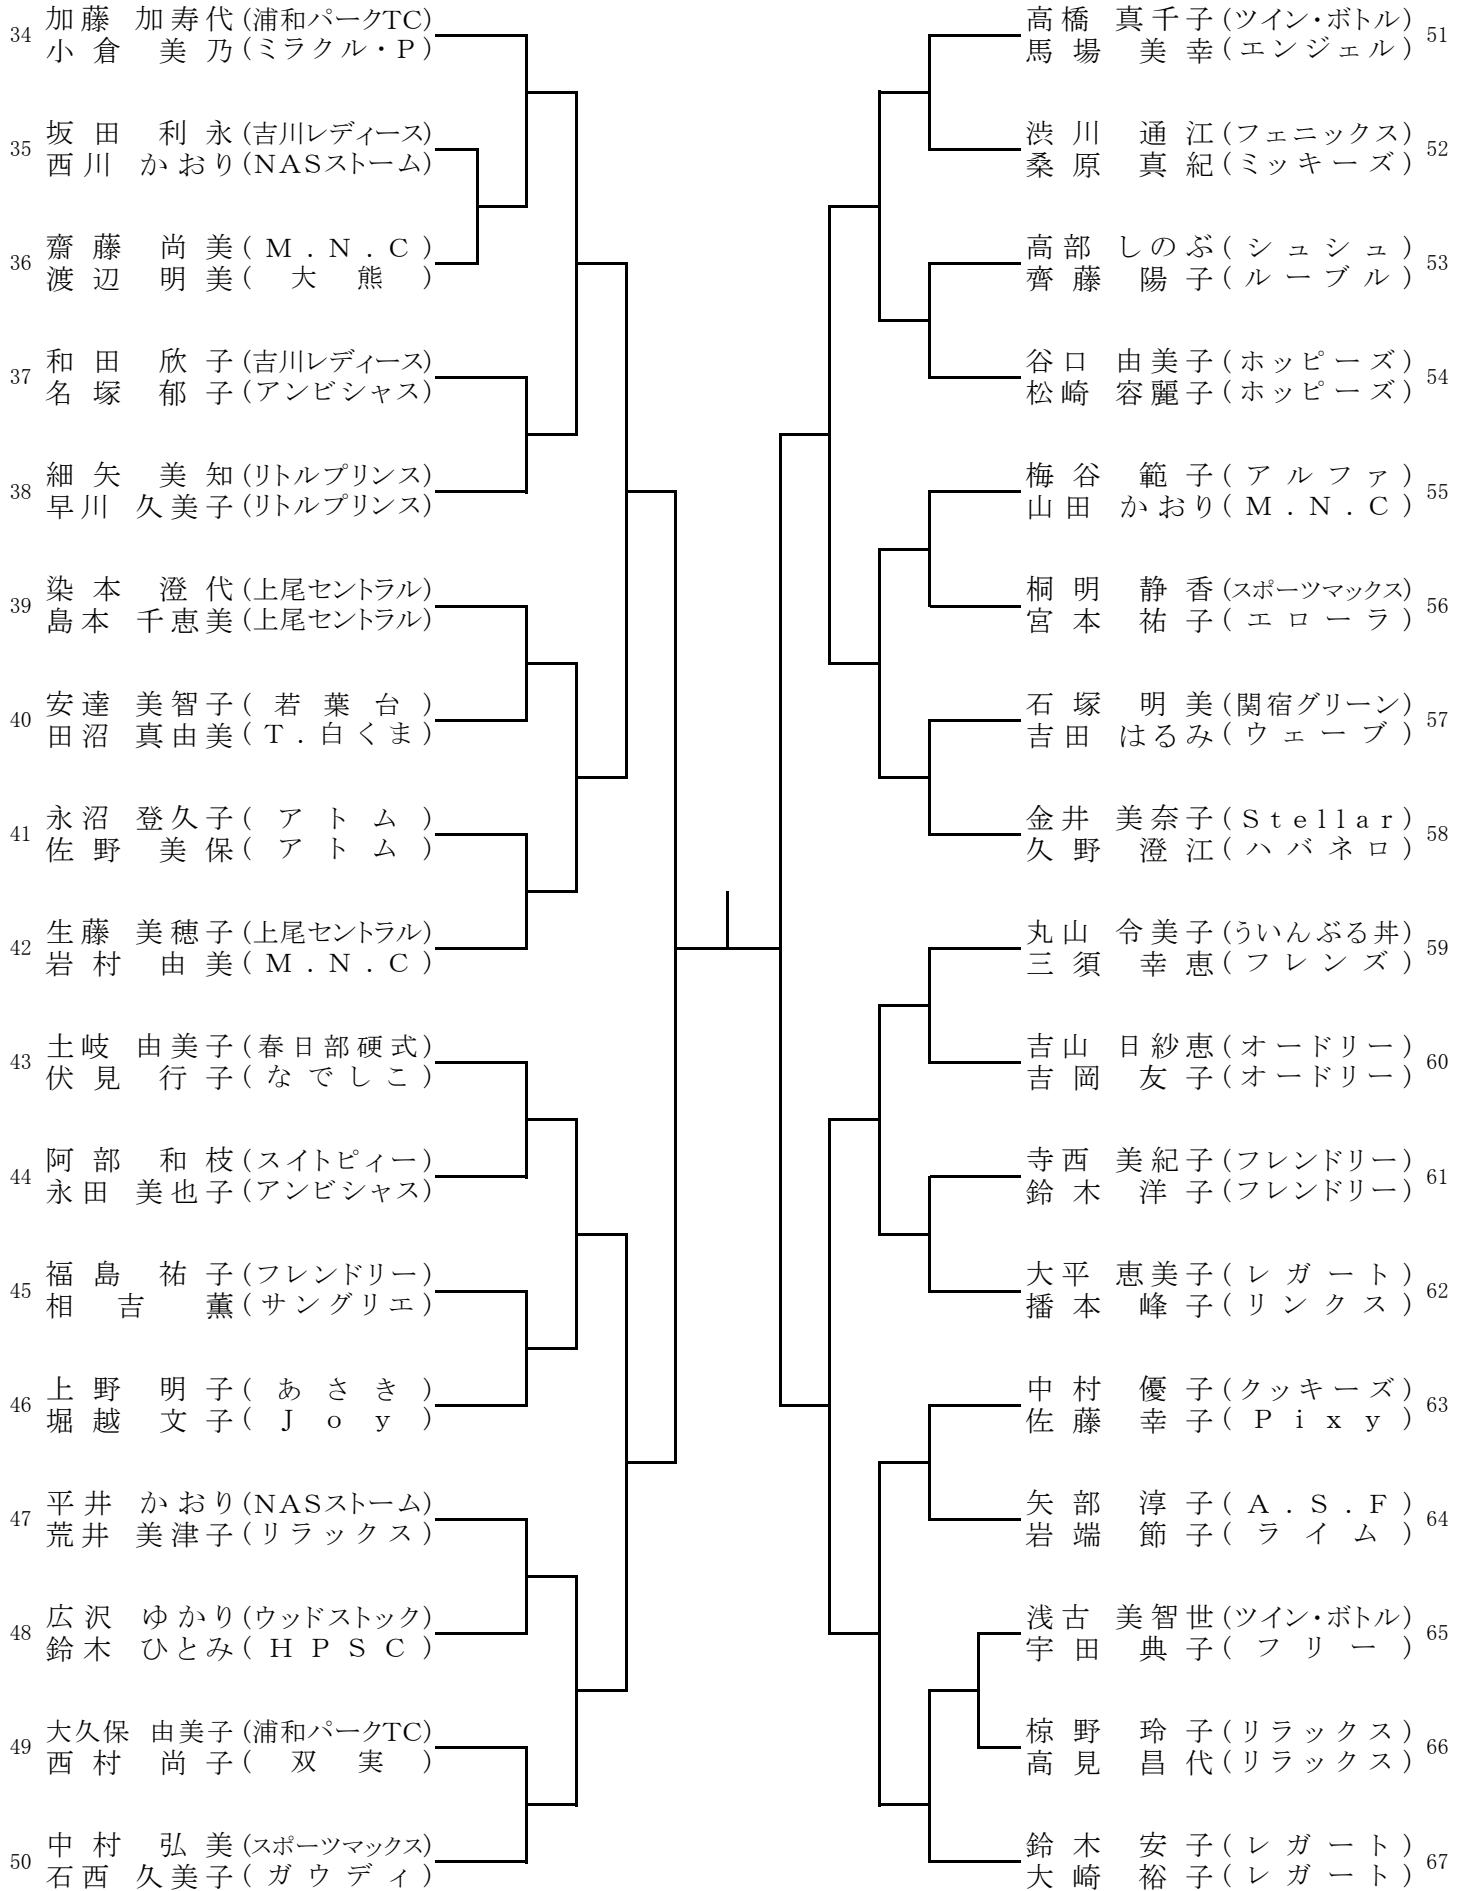 34 加藤 加寿代(浦和パークTC)
小倉 美乃(ミラクル・P)
35 坂田 利永(吉川レディース)
西川 かおり(NASストーム)
36 齋藤 尚美(M.N.C)
渡辺 明美(大熊)
37 和田 欣子(吉川レディース)
名塚 郁子(アンビシャス)
38 細矢 美知(リトルプリンス)
早川 久美子(リトルプリンス)
39 染本 澄代(上尾セントラル)
島本 千恵美(上尾セントラル)
40 安達 美智子(若葉台)
田沼 真由美(T.白くま)
41 永沼 登久子(アトム)
佐野 美保(アトム)
42 生藤 美穂子(上尾セントラル)
岩村 由美(M.N.C)
43 土岐 由美子(春日部硬式)
伏見 行子(なでしこ)
44 阿部 和枝(スイトピィー)
永田 美也子(アンビシャス)
45 福島 祐子(フレンドリー)
相吉 薫(サングリエ)
46 上野 明子(あさき)
堀越 文子(Joy)
47 平井 かおり(NASストーム)
荒井 美津子(リラックス)
48 広沢 ゆかり(ウッドストック)
鈴木 ひとみ(HPSC)
49 大久保 由美子(浦和パークTC)
西村 尚子(双実)
50 中村 弘美(スポーツマックス)
石西 久美子(ガウディ)
高橋 真千子(ツイン・ボトル) 51
馬場 美幸(エンジェル)
渋川 通江(フェニックス) 52
桑原 真紀(ミッキーズ)
高部 しのぶ(シュシュ) 53
齊藤 陽子(ルーブル)
谷口 由美子(ホッピーズ) 54
松崎 容麗子(ホッピーズ)
梅谷 範子(アルファ) 55
山田 かおり(M.N.C)
桐明 静香(スポーツマックス) 56
宮本 祐子(エローラ)
石塚 明美(関宿グリーン) 57
吉田 はるみ(ウェーブ)
金井 美奈子(Stellar) 58
久野 澄江(ハバネロ)
丸山 令美子(ういんぶる丼) 59
三須 幸恵(フレンズ)
吉山 日紗恵(オードリー) 60
吉岡 友子(オードリー)
寺西 美紀子(フレンドリー) 61
鈴木 洋子(フレンドリー)
大平 恵美子(レガート) 62
播本 峰子(リンクス)
中村 優子(クッキーズ) 63
佐藤 幸子(Pixy)
矢部 淳子(A.S.F) 64
岩端 節子(ライム)
浅古 美智世(ツイン・ボトル) 65
宇田 典子(フリー)
椋野 玲子(リラックス) 66
高見 昌代(リラックス)
鈴木 安子(レガート) 67
大崎 裕子(レガート)